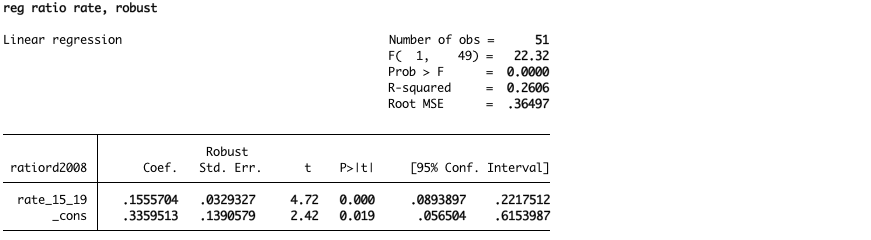 reg ratio rate, robust
Linear regression Number of obs = 51
F( 1, 49) = 22.32
Prob > F = 0.0000
R-squared = 0.2606
Root MSE = .36497
Robust
ratiord2008 Coef. Std. Err. t P>|t| [95% Conf. Interval]
rate_15_19 .1555704 .0329327 4.72 0.000 .0893897 .2217512
_cons .3359513 .1390579 2.42 0.019 .056504 .6153987